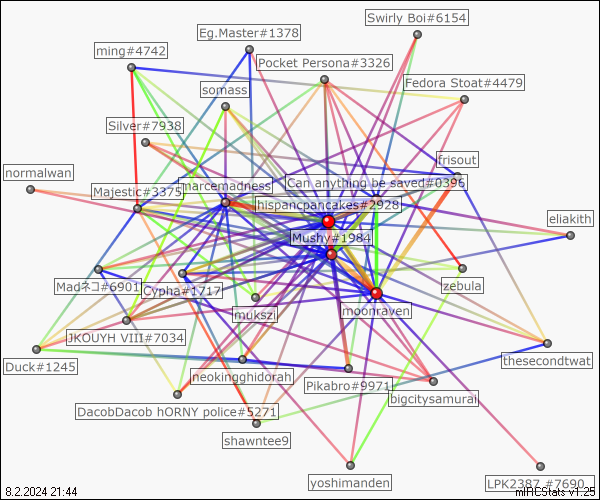 Swirly Boi#6154
Eg.Master#1378
ming#4742
Pocket Persona#3326
Fedora Stoat#4479
somass
Silver#7938
frisout
normalwan
Majestic#3375
marcemadness
Can anything be saved#0396
hispancpancakes#2928
eliakith
Mushy#1984
Madネコ#6901
Cypha#1717
zebula
mukszi
moonraven
JKOUYH VIII#7034
thesecondtwat
Duck#1245
neokingghidorah
Pikabro#9971
bigcitysamurai
DacobDacob hORNY police#5271
shawntee9
yoshimanden
LPK2387 #7690
8.2.2024 21:44
mIRCStats v1.25